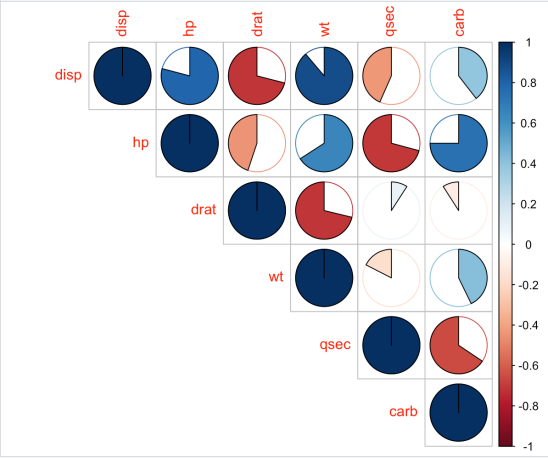 disp hp drat wt qsec carb
disp
hp
drat
wt
qsec
carb
1
0.8
0.6
0.4
0.2
0
-0.2
-0.4
-0.6
-0.8
-1